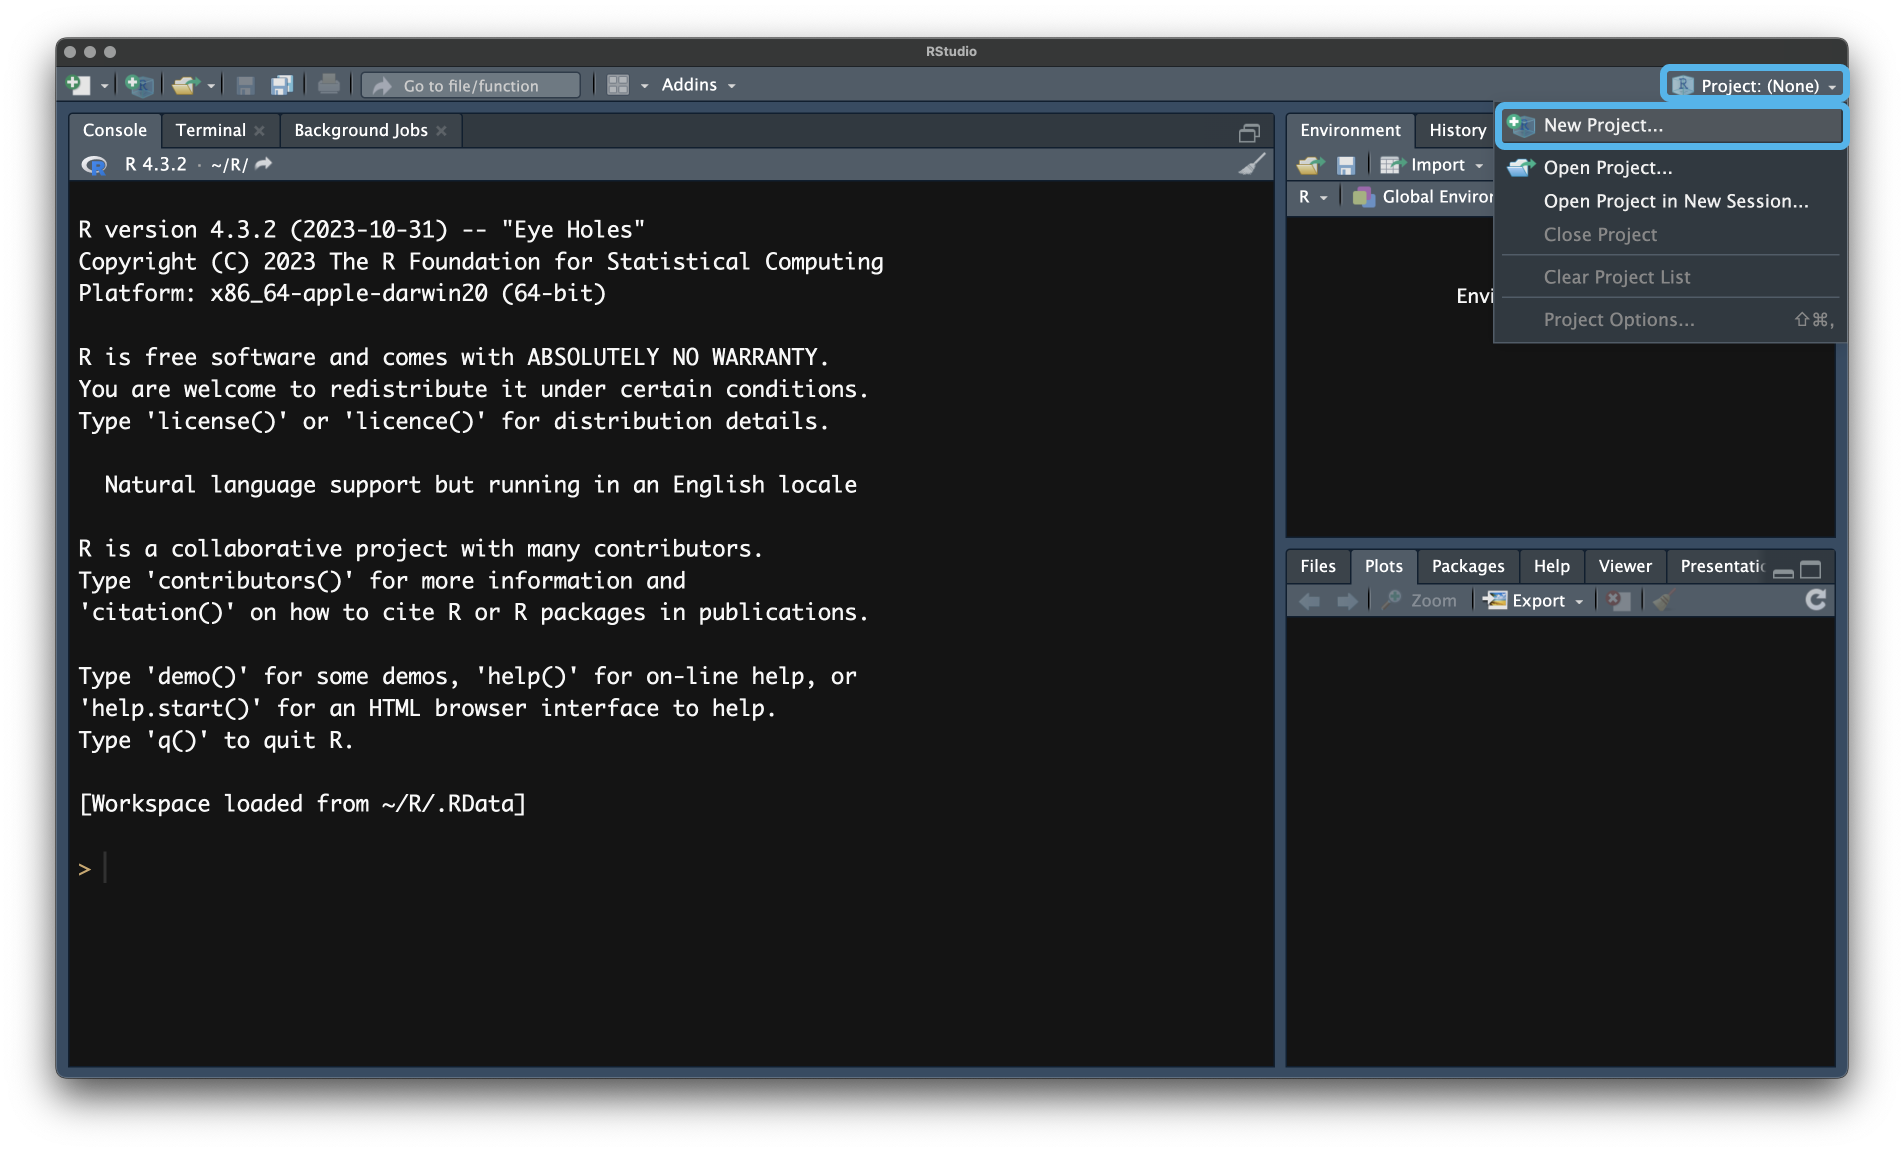 RStudio
Go to file/function
Addins
Project: (None)
Console
Terminal
Background Jobs
R 4.3.2 · ~/R/
R version 4.3.2 (2023-10-31) -- "Eye Holes"
Copyright (C) 2023 The R Foundation for Statistical Computing
Platform: x86_64-apple-darwin20 (64-bit)
R is free software and comes with ABSOLUTELY NO WARRANTY.
You are welcome to redistribute it under certain conditions.
Type 'license()' or 'licence()' for distribution details.
Natural language support but running in an English locale
R is a collaborative project with many contributors.
Type 'contributors()' for more information and
'citation()' on how to cite R or R packages in publications.
Type 'demo()' for some demos, 'help()' for on-line help, or
'help.start()' for an HTML browser interface to help.
Type 'q()' to quit R.
[Workspace loaded from ~/R/.RData]
>
Environment
History
Import
R
Global Environ
Envi
New Project...
Open Project...
Open Project in New Session...
Close Project
Clear Project List
Project Options... ⇧⌘,
Files
Plots
Packages
Help
Viewer
Presentatio
Zoom
Export